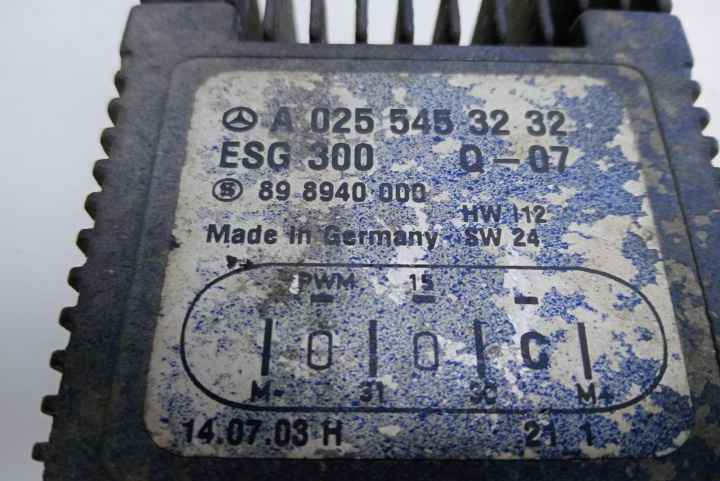 A 025 545 32 32
ESG 300 Q-07
89 8940 000
HW 112
Made in Germany SW 24
PWM 15
M- 31 30 M+
14.07.03 H 21 1